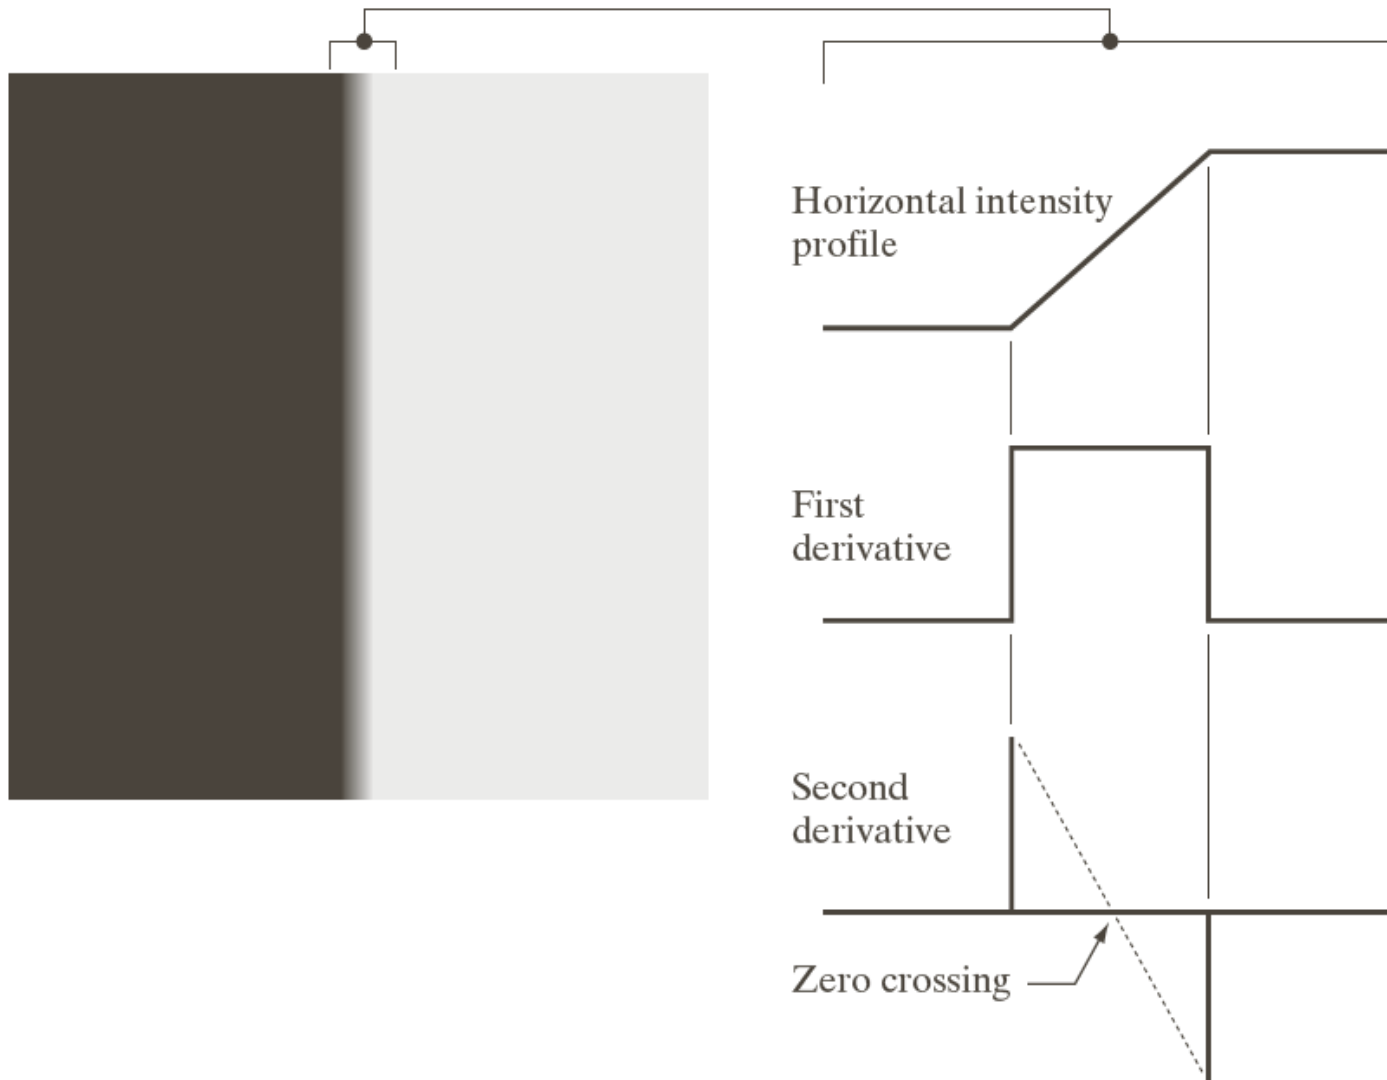 Horizontal intensity
profile
First
derivative
Second
derivative
Zero crossing